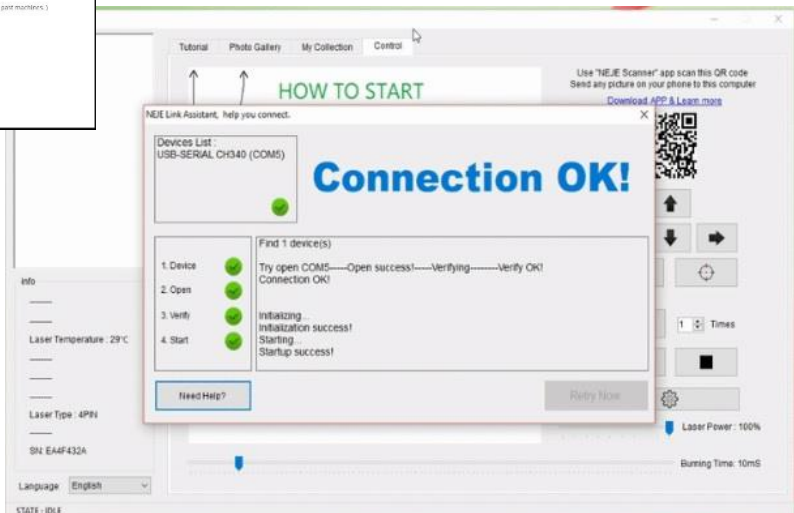 past machines. )
Tutorial Photo Gallery My Collection Control
HOW TO START
Use "NEJE Scanner" app scan this QR code
Send any picture on your phone to this computer
Download APP & Learn more
NEJE Link Assistant, help you connect.
Devices List :
USB-SERIAL CH340 (COM5)
Connection OK!
1. Device
2. Open
3. Verify
4. Start
Find 1 device(s)
Try open COM5-----Open success!-----Verifying---------Verify OK!
Connection OK!
Initializing...
Initialization success!
Starting...
Startup success!
Need Help?
Retry Now
Info
Laser Temperature : 29°C
Laser Type : 4PIN
SN: EA4F432A
1 Times
Laser Power : 100%
Burning Time: 10mS
Language English
STATE : IDLE